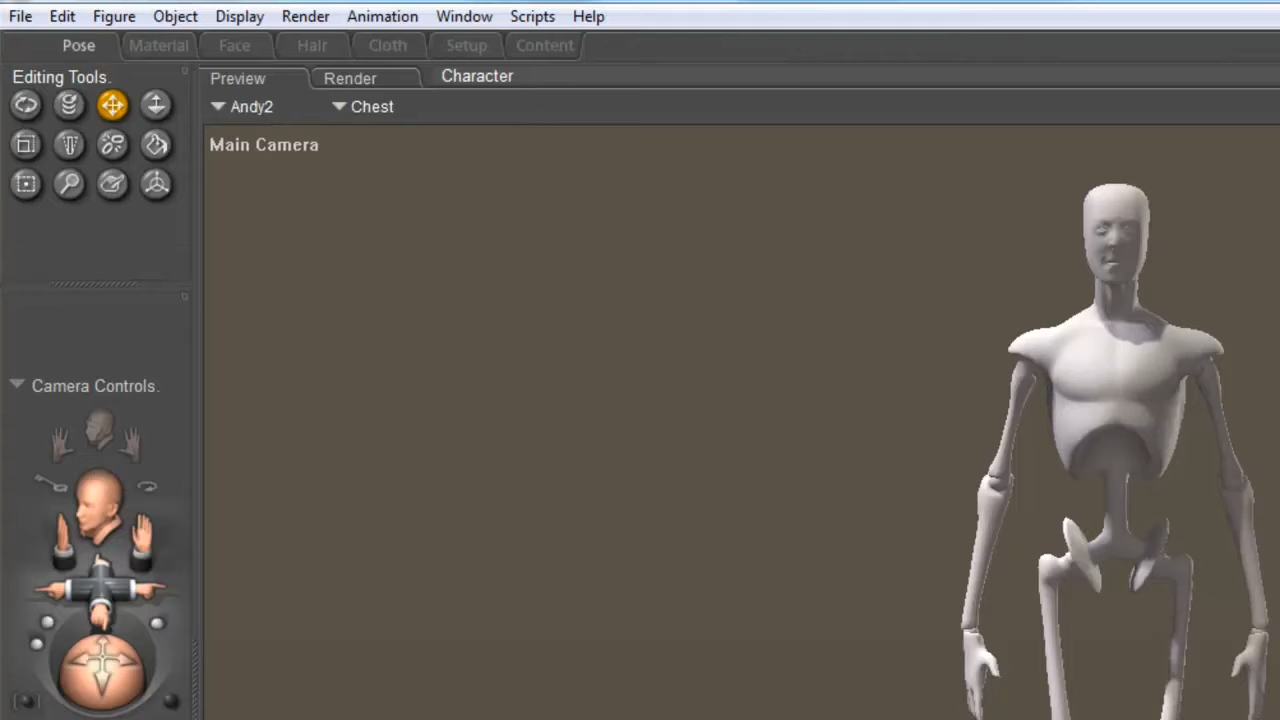 File Edit Figure Object Display Render Animation Window Scripts Help
Pose Material Face Hair Cloth Setup Content
Editing Tools.
Preview Render Character
Andy2 Chest
Main Camera
Camera Controls.